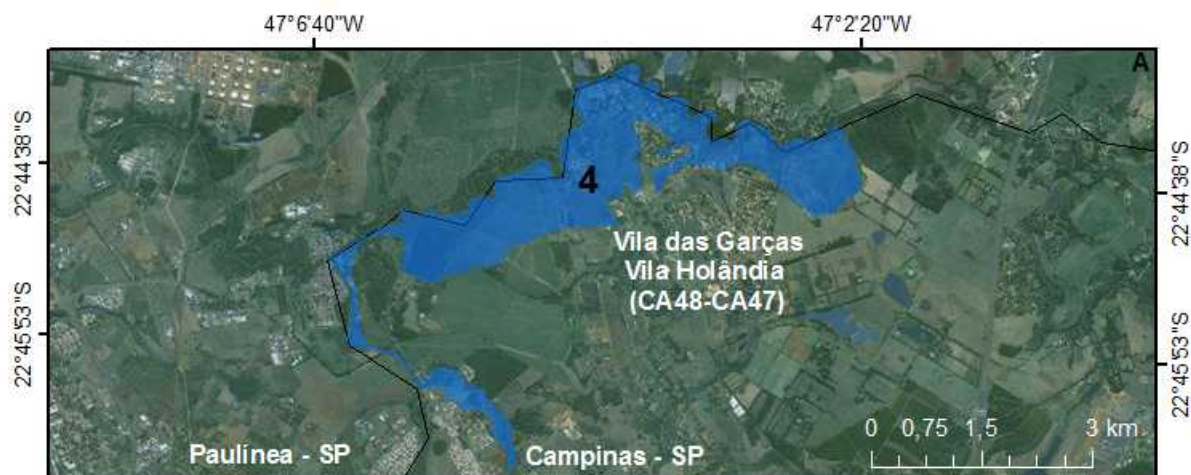 47°6'40"W 47°2'20"W
A
22°44'38"S
22°44'38"S
4
Vila das Garças
Vila Holândia
(CA48-CA47)
22°45'53"S
22°45'53"S
0 0,75 1,5 3 km
Paulínea - SP Campinas - SP